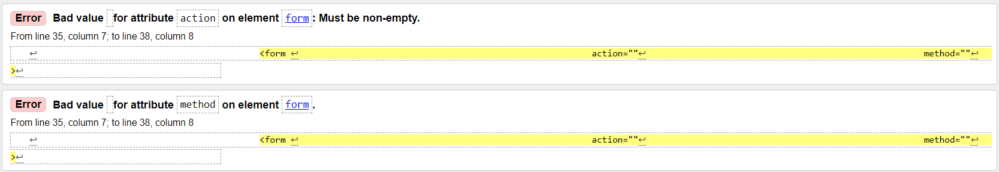 Error Bad value for attribute action on element form: Must be non-empty.
From line 35, column 7; to line 38, column 8
↩ <form ↩ action=""↩ method=""↩
>↩
Error Bad value for attribute method on element form.
From line 35, column 7; to line 38, column 8
↩ <form ↩ action=""↩ method=""↩
>↩